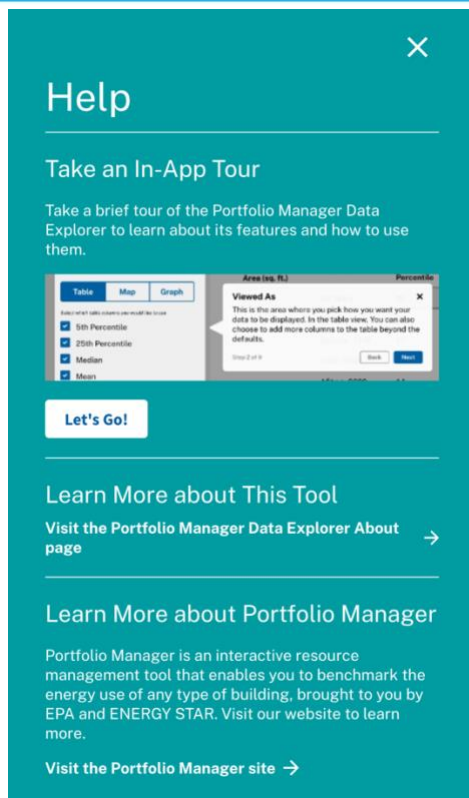 Help
Take an In-App Tour
Take a brief tour of the Portfolio Manager Data
Explorer to learn about its features and how to use
them.
Area (sq. ft.) Percentile
Table Map Graph
Viewed As
This is the area where you pick how you want your
data to be displayed. In the table view, You can also
choose to add more columns to the table beyond the
defaults.
5th Percentile
25th Percentile
Median
Mean
Step 2 of 9
Back Next
Let's Go!
Learn More about This Tool
Visit the Portfolio Manager Data Explorer About
page
Learn More about Portfolio Manager
Portfolio Manager is an interactive resource
management tool that enables you to benchmark the
energy use of any type of building, brought to you by
EPA and ENERGY STAR. Visit our website to learn
more.
Visit the Portfolio Manager site